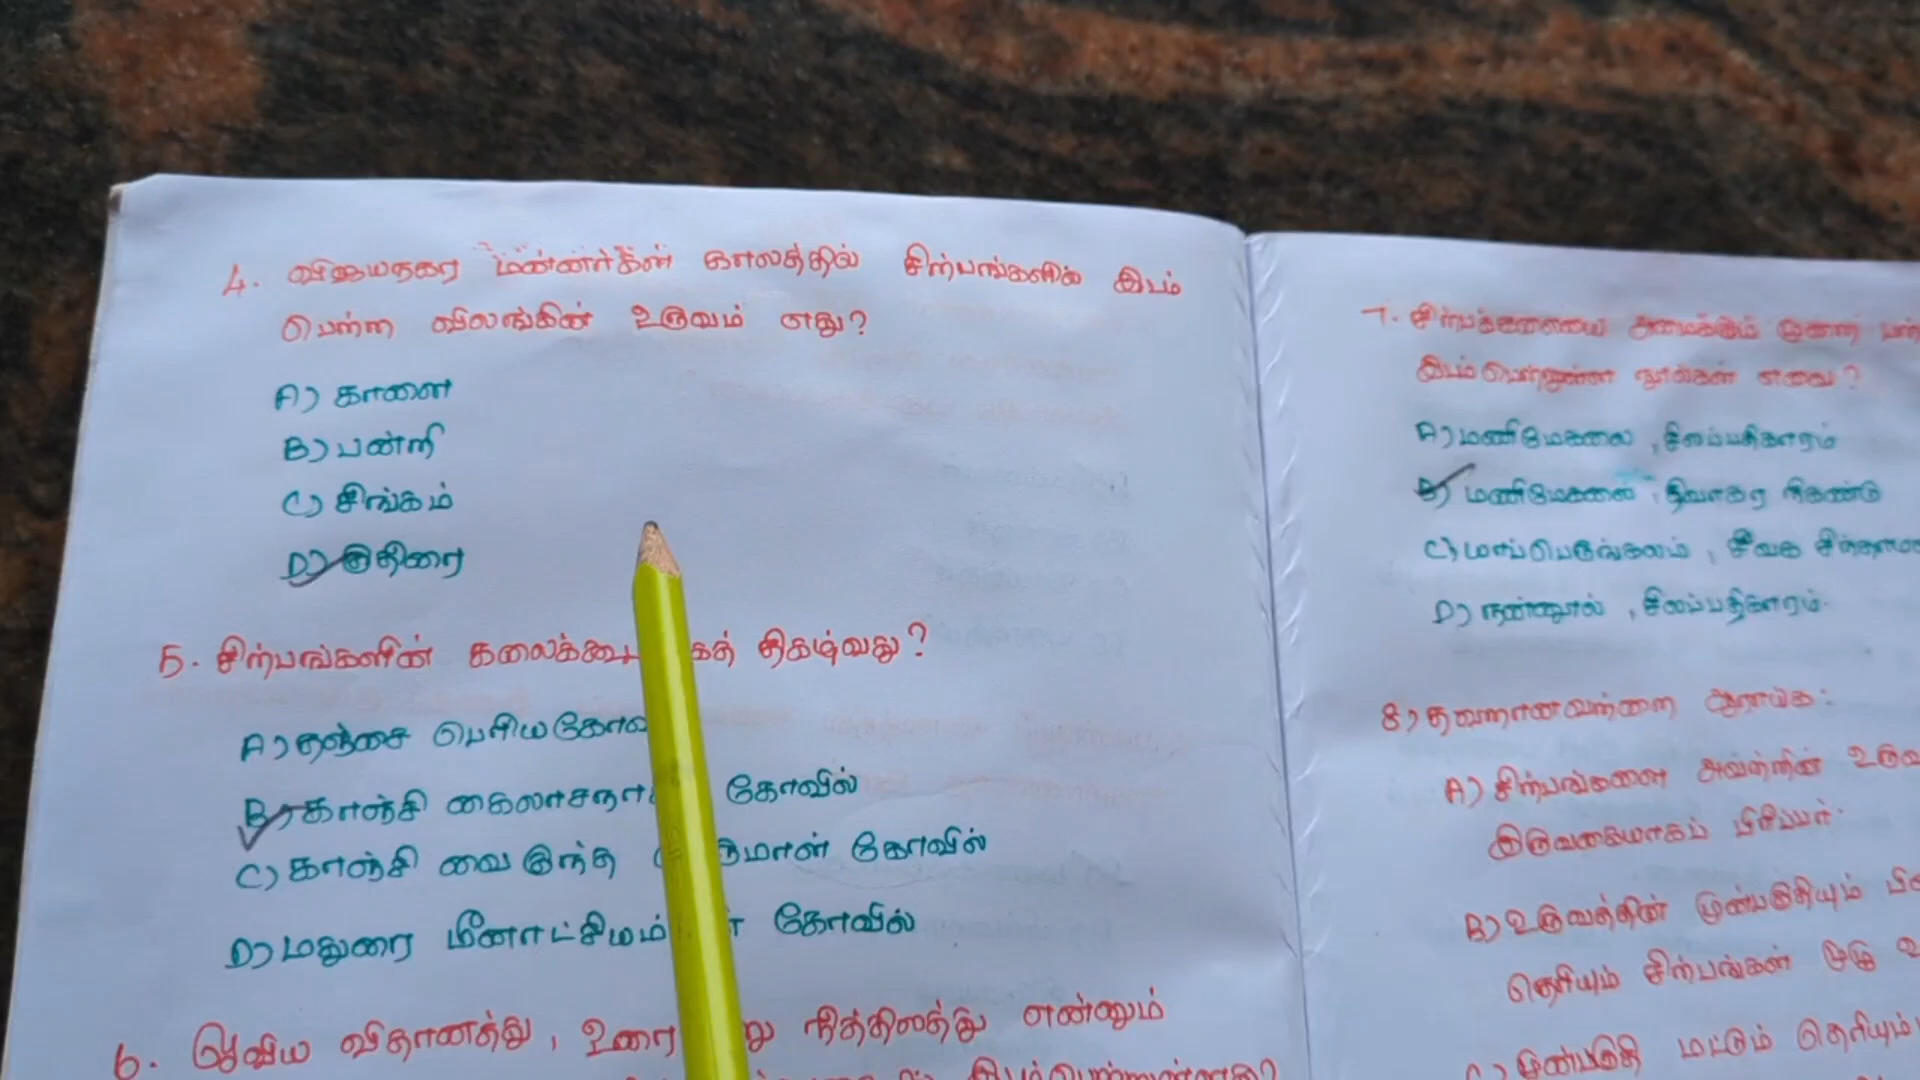 4. விஜயநகர மன்னர்கள் காலத்தில் சிற்பங்களில் இடம்
பெற்ற விலங்கின் உருவம் எது?
A) காளை
B) பன்றி
C) சிங்கம்
D) குதிரை
5. சிற்பங்களின் கலைக்கூ கத் திகழ்வது?
A) தஞ்சை பெரியகோவ
B) காஞ்சி கைலாசநா கோவில்
C) காஞ்சி வைகுந்த ருமாள் கோவில்
D) மதுரை மீனாட்சியம் கோவில்
6. ஆவிய விதானத்து, உரை று நித்திலத்து என்னும்
7. சிற்பக்கலையை அமைக்கும் முறை
இடம்பெற்றுள்ள நூல்கள் எவை?
A) மணிமேகலை, சிலப்பதிகாரம்
B) மணிமேகலை, திவாகர நிகண்டு
C) யாப்பெருங்கலம், சீவக சிந்தாம
D) நன்னூல், சிலப்பதிகாரம்.
8) தவறானவற்றை ஆராய்க:
A) சிற்பங்களை அவற்றின் உருவ
இருவகையாகப் பிரிப்பர்.
B) உருவத்தின் முன்பகுதியும் பின
தெரியும் சிற்பங்கள் முழு உ
C) முன்பகுதி மட்டும் தெரியும்